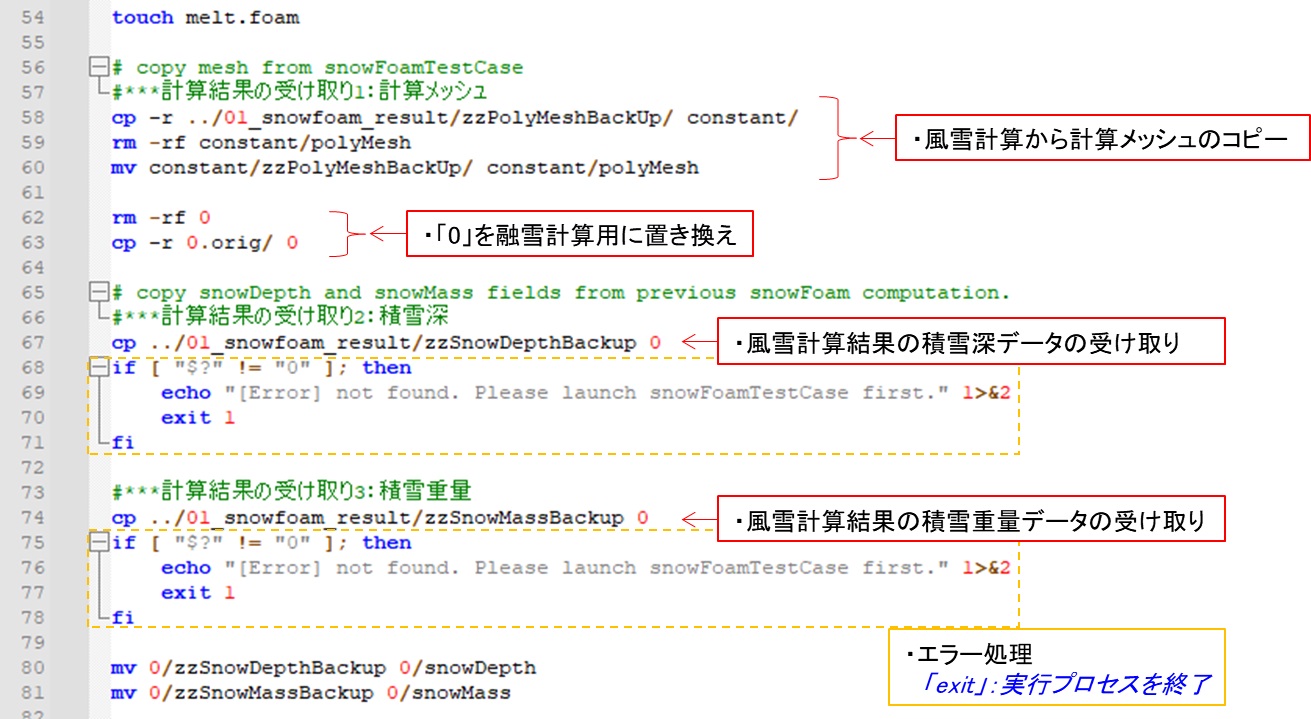 54 touch melt.foam
55
56 # copy mesh from snowFoamTestCase
57 #***計算結果の受け取り1：計算メッシュ
58 cp -r ../01_snowfoam_result/zzPolyMeshBackUp/ constant/
59 rm -rf constant/polyMesh
60 mv constant/zzPolyMeshBackUp/ constant/polyMesh
・風雪計算から計算メッシュのコピー
61
62 rm -rf 0
63 cp -r 0.orig/ 0
・「0」を融雪計算用に置き換え
64
65 # copy snowDepth and snowMass fields from previous snowFoam computation.
66 #***計算結果の受け取り2：積雪深
67 cp ../01_snowfoam_result/zzSnowDepthBackup 0
・風雪計算結果の積雪深データの受け取り
68 if [ "$?" != "0" ]; then
69 echo "[Error] not found. Please launch snowFoamTestCase first." 1>&2
70 exit 1
71 fi
72
73 #***計算結果の受け取り3：積雪重量
74 cp ../01_snowfoam_result/zzSnowMassBackup 0
・風雪計算結果の積雪重量データの受け取り
75 if [ "$?" != "0" ]; then
76 echo "[Error] not found. Please launch snowFoamTestCase first." 1>&2
77 exit 1
78 fi
・エラー処理
「exit」：実行プロセスを終了
79
80 mv 0/zzSnowDepthBackup 0/snowDepth
81 mv 0/zzSnowMassBackup 0/snowMass
82